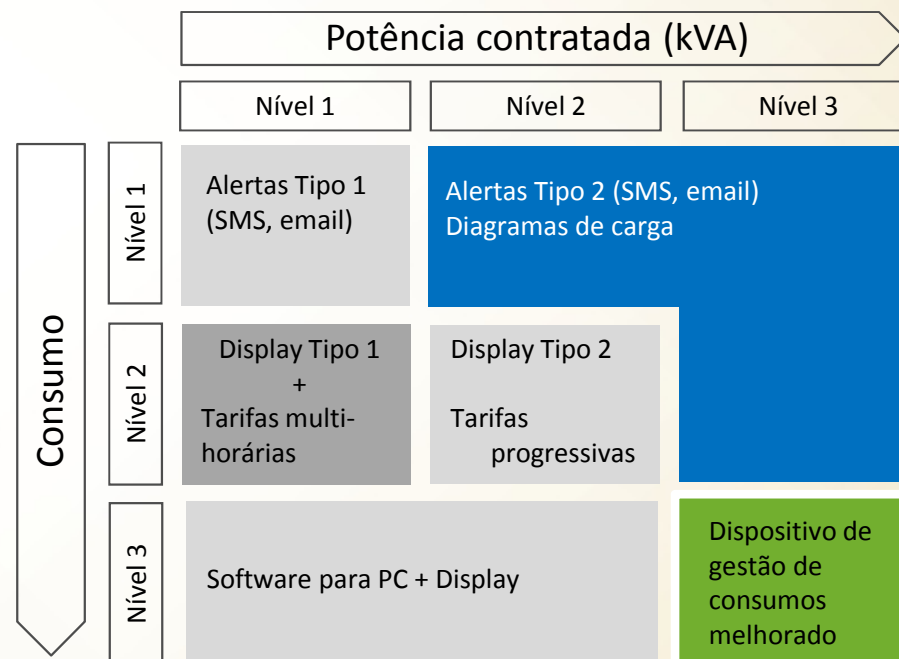 Potência contratada (kVA)
Nível 1
Nível 2
Nível 3
Consumo
Nível 1
Alertas Tipo 1
(SMS, email)
Alertas Tipo 2 (SMS, email)
Diagramas de carga
Nível 2
Display Tipo 1
+
Tarifas multi-
horárias
Display Tipo 2
Tarifas
progressivas
Nível 3
Software para PC + Display
Dispositivo de
gestão de
consumos
melhorado